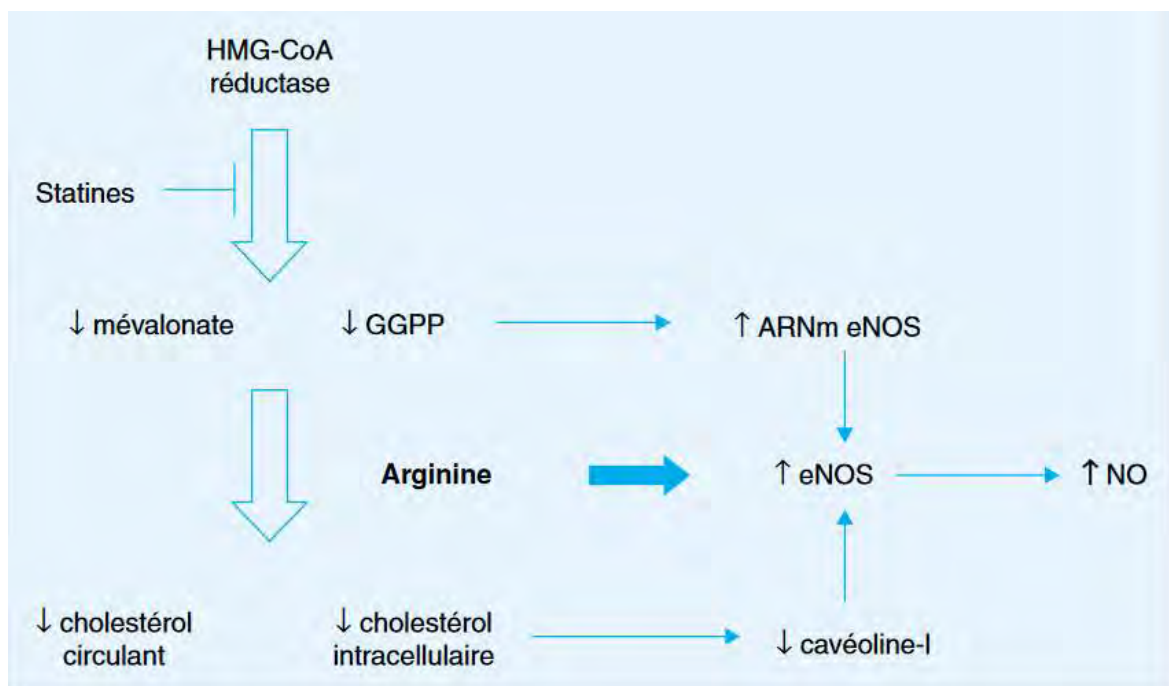 HMG-CoA
réductase
Statines
↓ mévalonate
↓ GGPP
↑ ARNm eNOS
Arginine
↑ eNOS
↑ NO
↓ cholestérol
circulant
↓ cholestérol
intracellulaire
↓ cavéoline-I